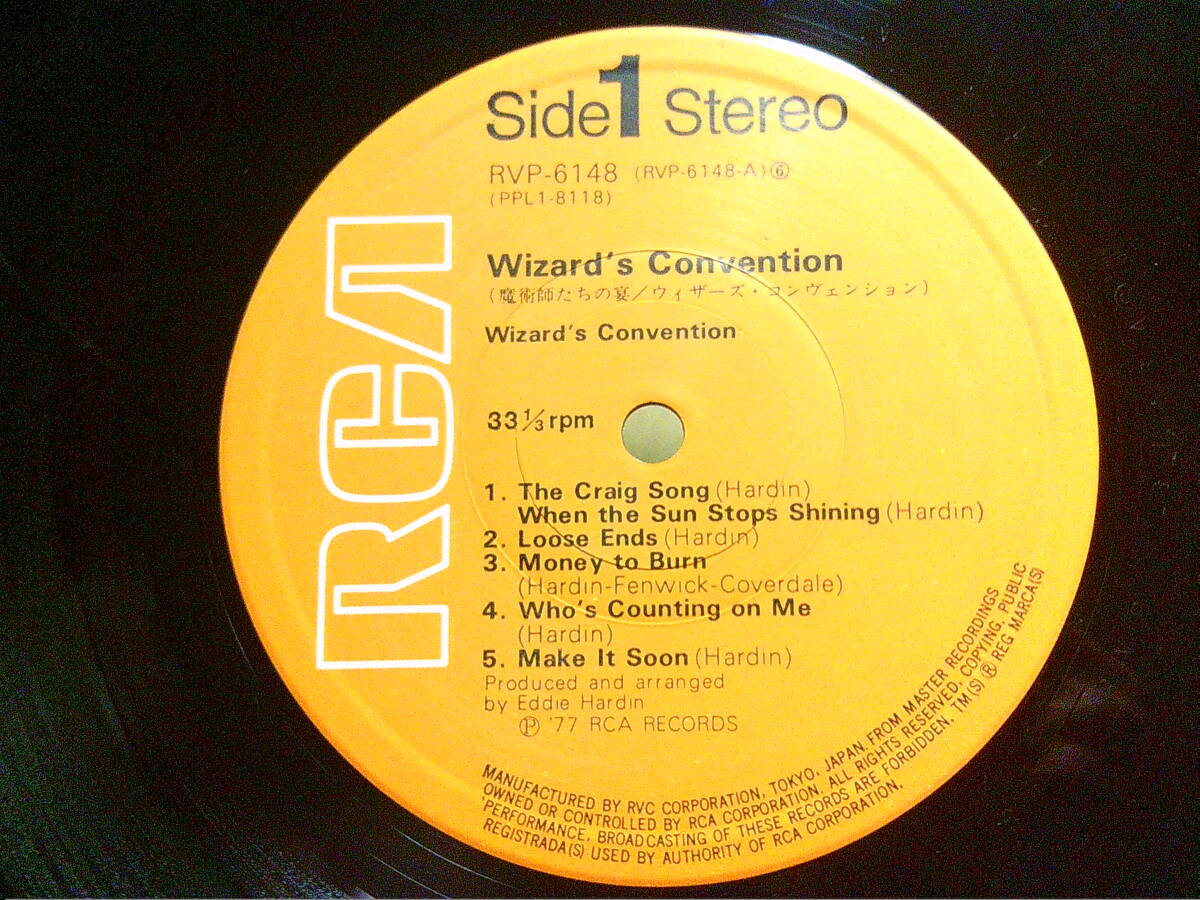 Side 1 Stereo
RVP-6148 (RVP-6148-A)⑥
(PPL1-8118)
Wizard's Convention
(魔術師たちの宴/ウィザーズ・コンヴェンション)
Wizard's Convention
33⅓rpm
1. The Craig Song (Hardin)
When the Sun Stops Shining (Hardin)
2. Loose Ends (Hardin)
3. Money to Burn
(Hardin-Fenwick-Coverdale)
4. Who's Counting on Me
(Hardin)
5. Make It Soon (Hardin)
Produced and arranged
by Eddie Hardin
Ⓟ '77 RCA RECORDS
RCA
MANUFACTURED BY RVC CORPORATION, TOKYO, JAPAN, FROM MASTER RECORDINGS
OWNED OR CONTROLLED BY RCA CORPORATION. ALL RIGHTS RESERVED, COPYING, PUBLIC
'PERFORMANCE, BROADCASTING OF THESE RECORDS ARE FORBIDDEN, TM(S) ® REG MARCA(S)
REGISTRADA(S) USED BY AUTHORITY OF RCA CORPORATION,